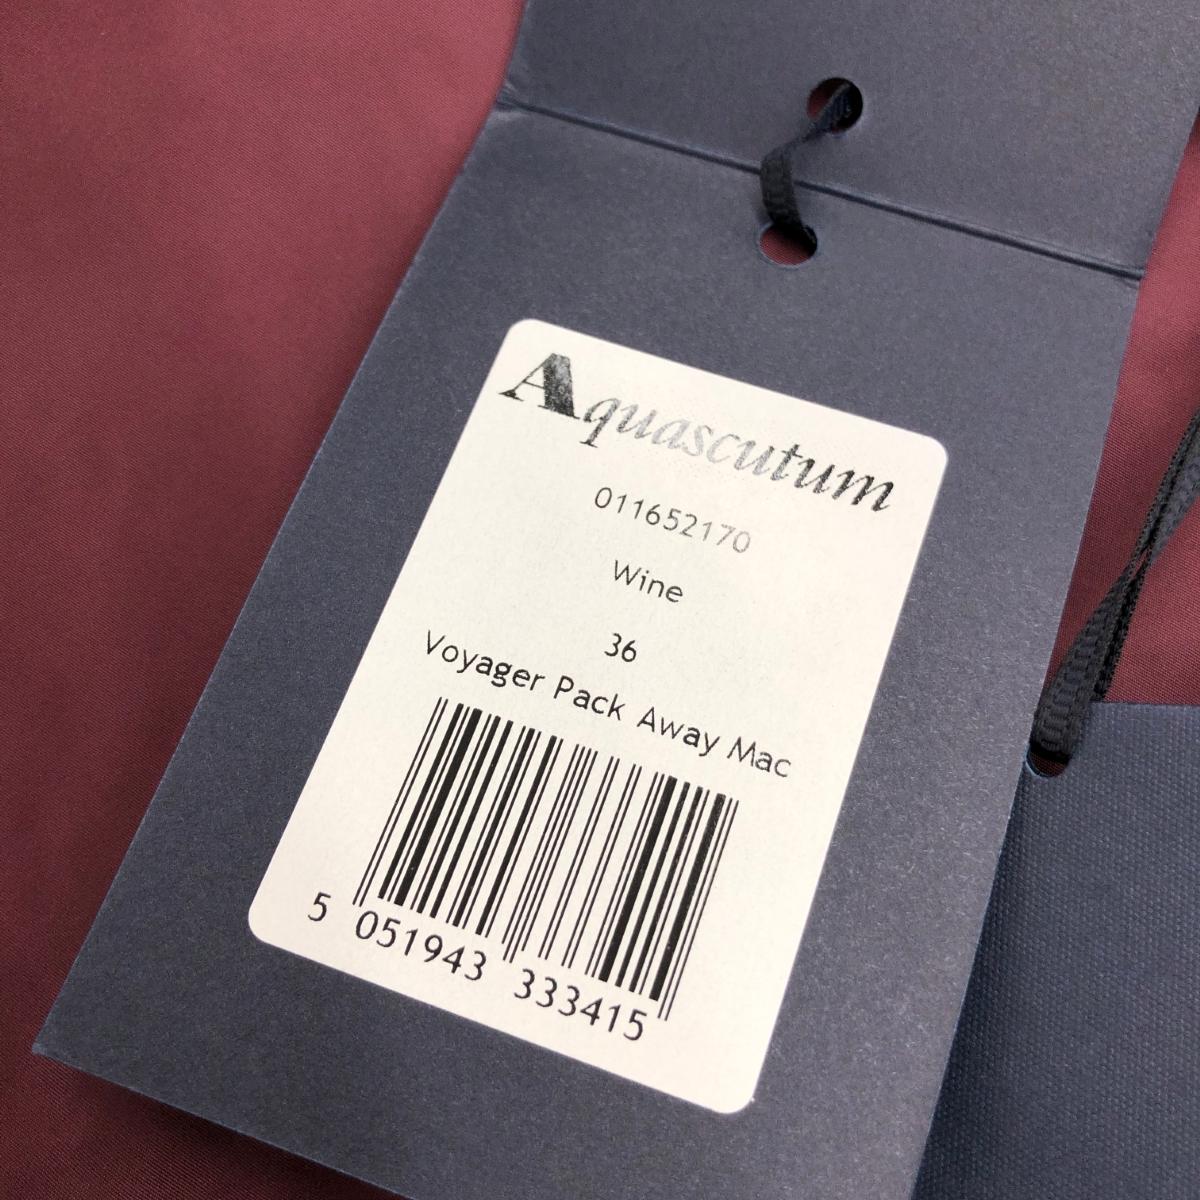 Aquascutum
011652170
Wine
36
Voyager Pack Away Mac
5 051943 333415